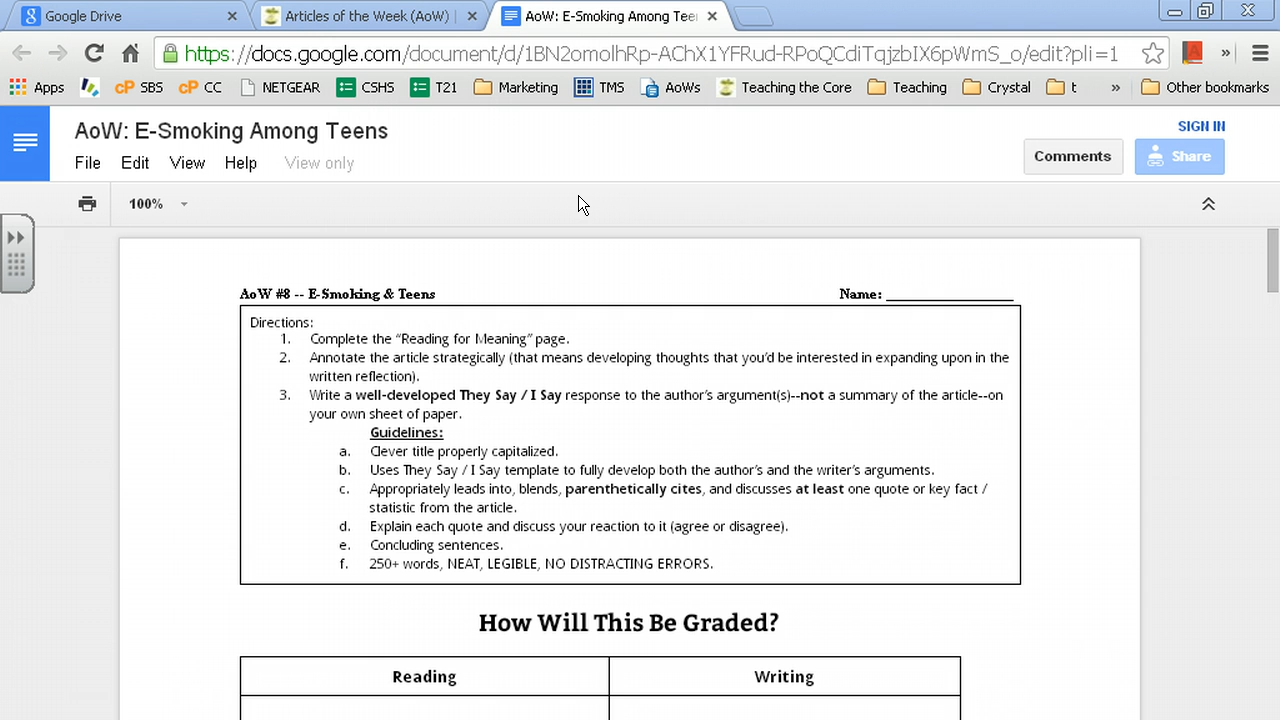 Google Drive
Articles of the Week (AoW) |
AoW: E-Smoking Among Teen
https://docs.google.com/document/d/1BN2omolhRp-AChX1YFRud-RPoQCdiTqjzbIX6pWmS_o/edit?pli=1
Apps cP SBS cP CC NETGEAR CSHS T21 Marketing TMS AoWs Teaching the Core Teaching Crystal t » Other bookmarks
AoW: E-Smoking Among Teens
SIGN IN
File Edit View Help View only
Comments Share
100%
AoW #8 -- E-Smoking & Teens Name: __________________
Directions:
1. Complete the “Reading for Meaning” page.
2. Annotate the article strategically (that means developing thoughts that you’d be interested in expanding upon in the
written reflection).
3. Write a well-developed They Say / I Say response to the author’s argument(s)--not a summary of the article--on
your own sheet of paper.
Guidelines:
a. Clever title properly capitalized.
b. Uses They Say / I Say template to fully develop both the author’s and the writer’s arguments.
c. Appropriately leads into, blends, parenthetically cites, and discusses at least one quote or key fact /
statistic from the article.
d. Explain each quote and discuss your reaction to it (agree or disagree).
e. Concluding sentences.
f. 250+ words, NEAT, LEGIBLE, NO DISTRACTING ERRORS.
How Will This Be Graded?
Reading Writing